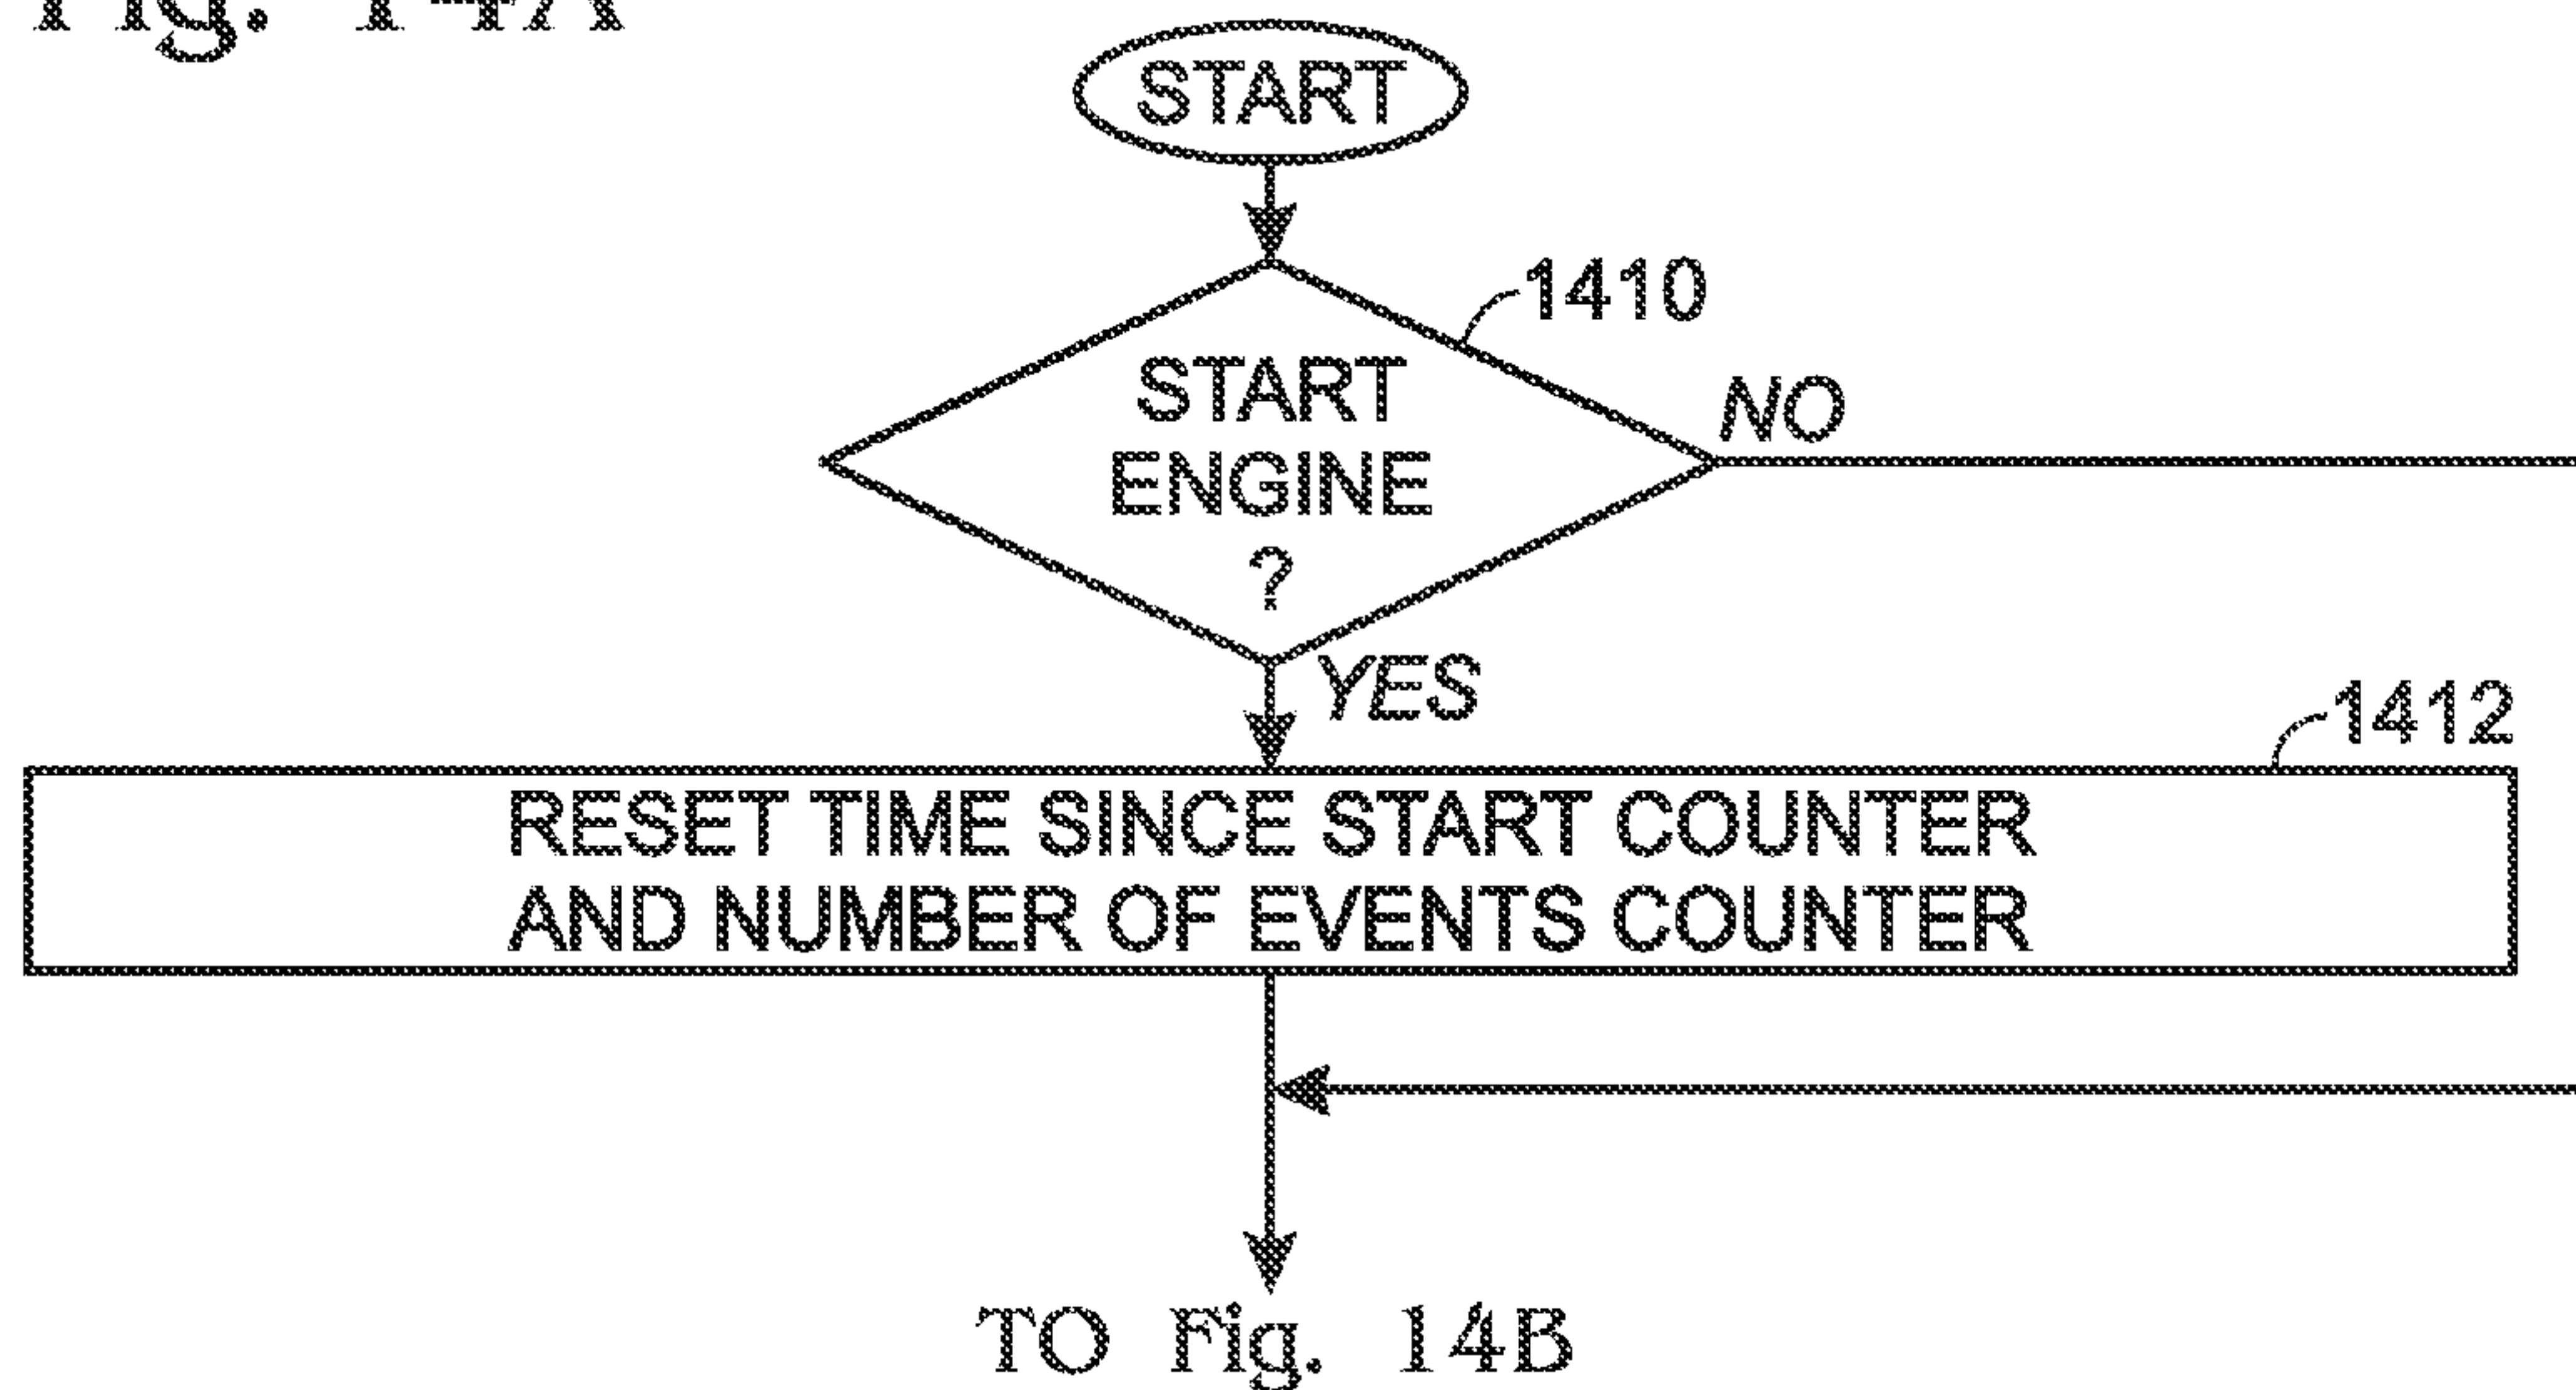 Fig. 14A
START
1410
START
ENGINE
?
NO
YES
1412
RESET TIME SINCE START COUNTER
AND NUMBER OF EVENTS COUNTER
TO Fig. 14B